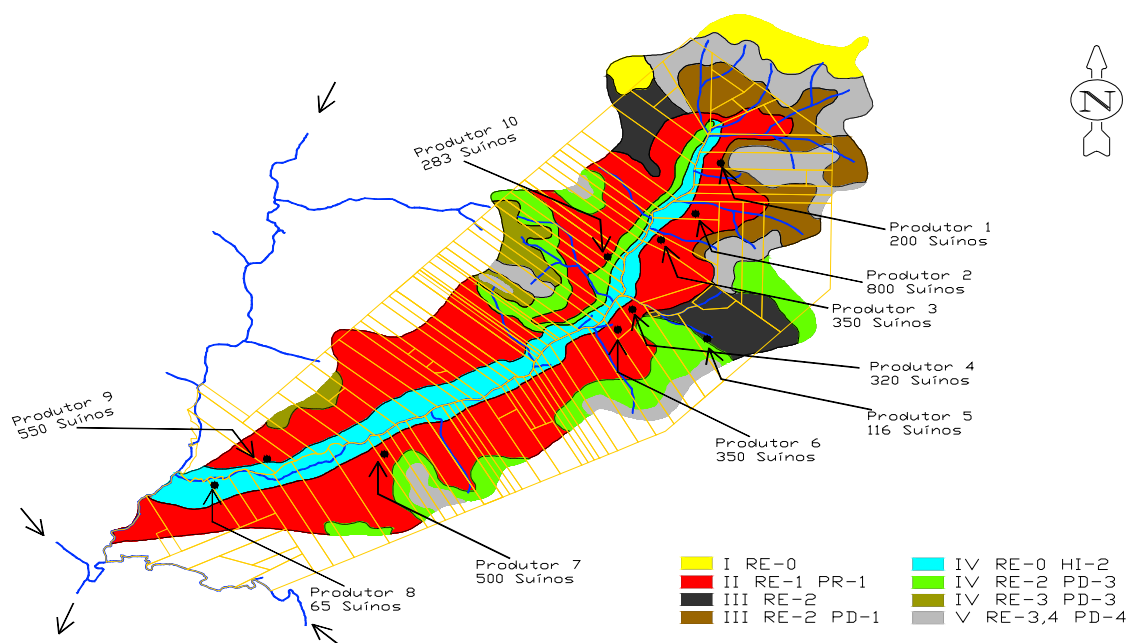 N
Produtor 10
283 Suínos
Produtor 1
200 Suínos
Produtor 2
800 Suínos
Produtor 3
350 Suínos
Produtor 4
320 Suínos
Produtor 5
116 Suínos
Produtor 6
350 Suínos
Produtor 9
550 Suínos
Produtor 7
500 Suínos
Produtor 8
65 Suínos
I RE-0
II RE-1 PR-1
III RE-2
III RE-2 PD-1
IV RE-0 HI-2
IV RE-2 PD-3
IV RE-3 PD-3
V RE-3,4 PD-4